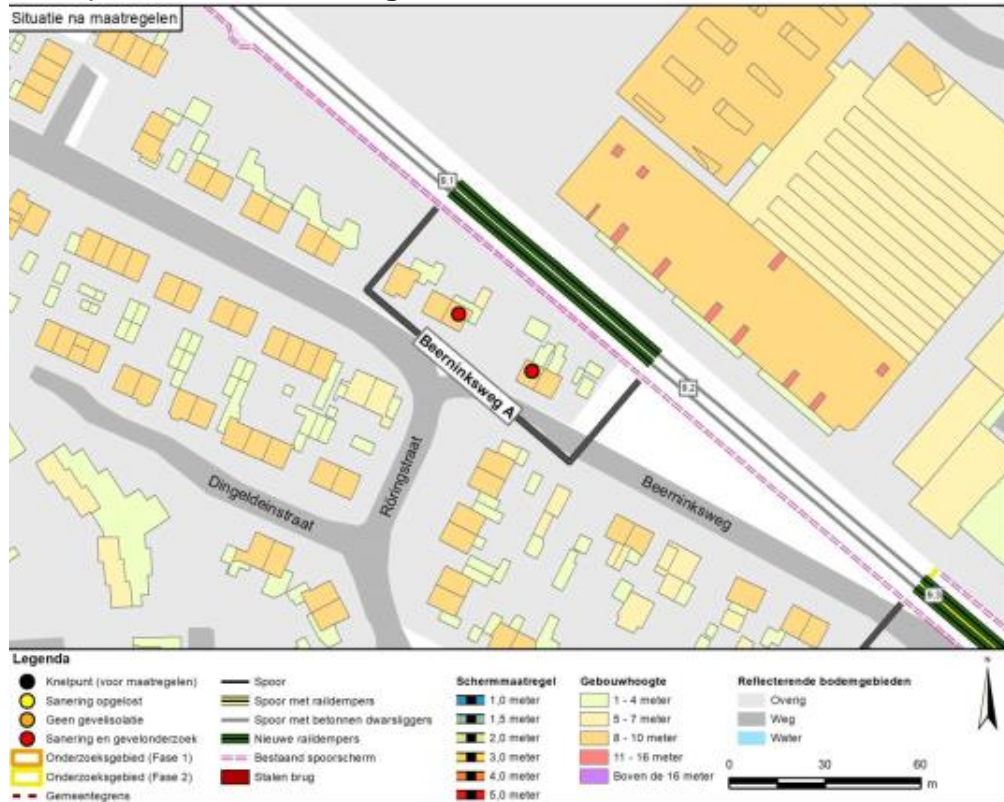 Situatie na maatregelen
9.1
9.2
Beerninksweg A
Beerninksweg
Röringstraat
Dingeldeinstraat
9.3
Legenda
Knelpunt (voor maatregelen)
Sanering opgelost
Geen gevelisolatie
Sanering en gevelonderzoek
Onderzoeksgebied (Fase 1)
Onderzoeksgebied (Fase 2)
Gemeentegrens
Spoor
Spoor met raildempers
Spoor met betonnen dwarsliggers
Nieuwe raildempers
Bestaand spoorscherm
Stalen brug
Schermmaatregel
1,0 meter
1,5 meter
2,0 meter
3,0 meter
4,0 meter
5,0 meter
Gebouwhoogte
1 - 4 meter
5 - 7 meter
8 - 10 meter
11 - 16 meter
Boven de 16 meter
Reflecterende bodemgebieden
Overig
Weg
Water
0 30 60
m